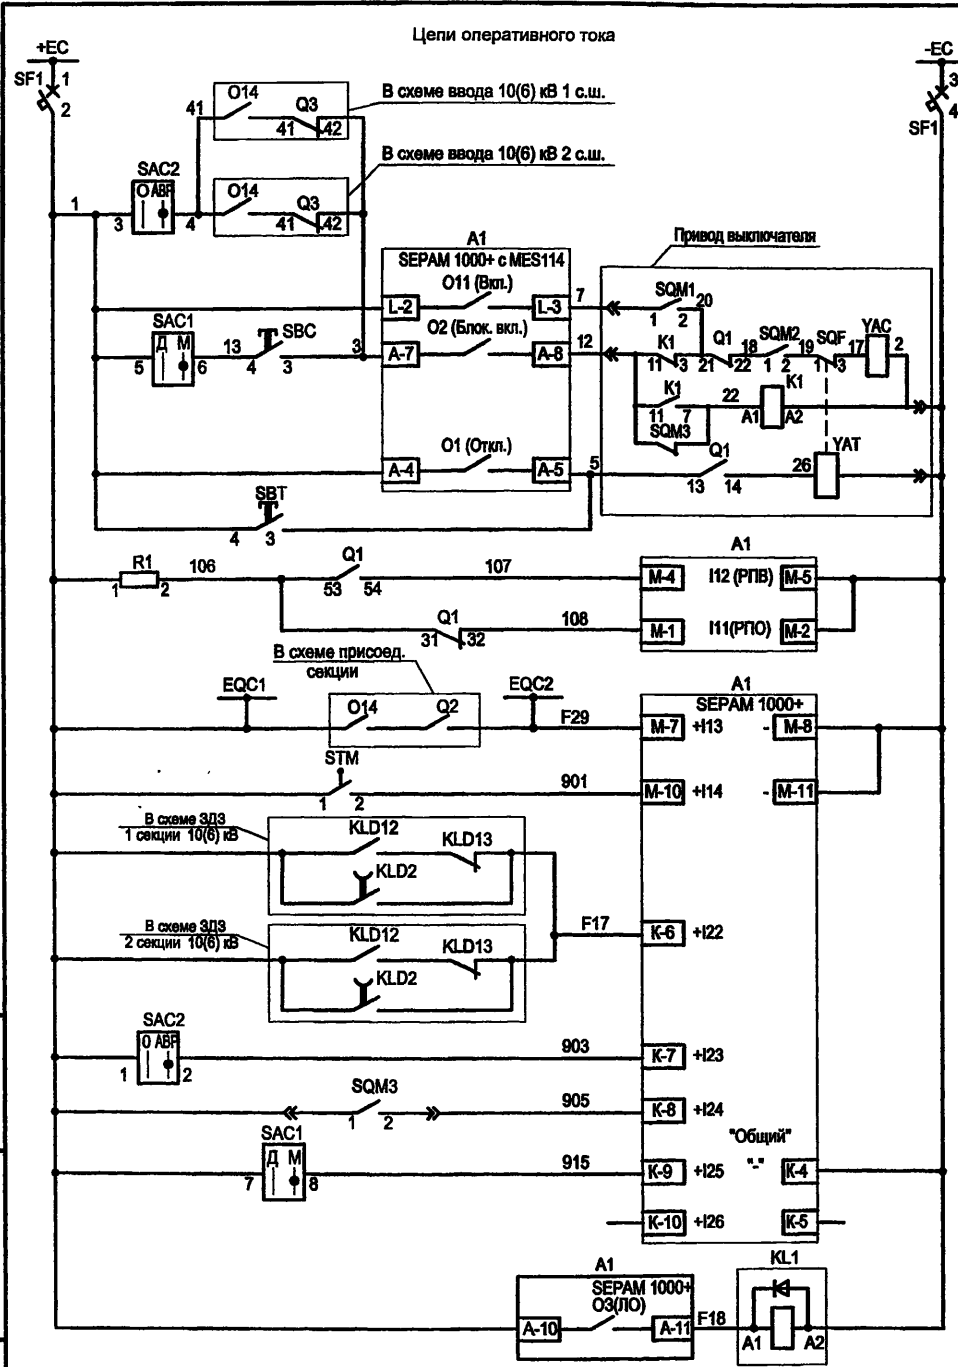 Цепи оперативного тока
+EC
-EC
SF1 1
2
3
4
SF1
В схеме ввода 10(6) кВ 1 с.ш.
41 O14 Q3
41 42
В схеме ввода 10(6) кВ 2 с.ш.
SAC2
О АВР
1 3 4
O14 Q3
41 42
A1
SEPAM 1000+ с MES114
Привод выключателя
O11 (Вкл.)
L-2 L-3 7
SQM1 20
1 2
SAC1
Д М
5 6 13 SBC
4 3 3
O2 (Блок. вкл.)
A-7 A-8 12
K1 Q1 18 SQM2 19 SQF 17 YAC 2
11 3 21 22 1 2 1 3
K1 22 K1
11 7 A1 A2
SQM3
O1 (Откл.)
A-4 A-5 5
Q1 26 YAT
13 14
SBT
4 3
A1
R1 106 Q1 107
1 2 53 54
M-4 I12 (РПВ) M-5
Q1 108
31 32
M-1 I11(РПО) M-2
В схеме присоед.
секции
EQC1 O14 Q2 EQC2 F29
A1
SEPAM 1000+
M-7 +I13 - M-8
STM 901
1 2
M-10 +I14 - M-11
В схеме ЗДЗ
1 секции 10(6) кВ
KLD12 KLD13
KLD2
F17
K-6 +I22
В схеме ЗДЗ
2 секции 10(6) кВ
KLD12 KLD13
KLD2
SAC2
О АВР
1 2 903 K-7 +I23
SQM3 905
1 2
K-8 +I24
SAC1
Д М
7 8 915 K-9 +I25
"Общий"
"-" K-4
K-10 +I26 K-5
A1
SEPAM 1000+
O3(ЛО)
A-10 A-11 F18
KL1
A1 A2